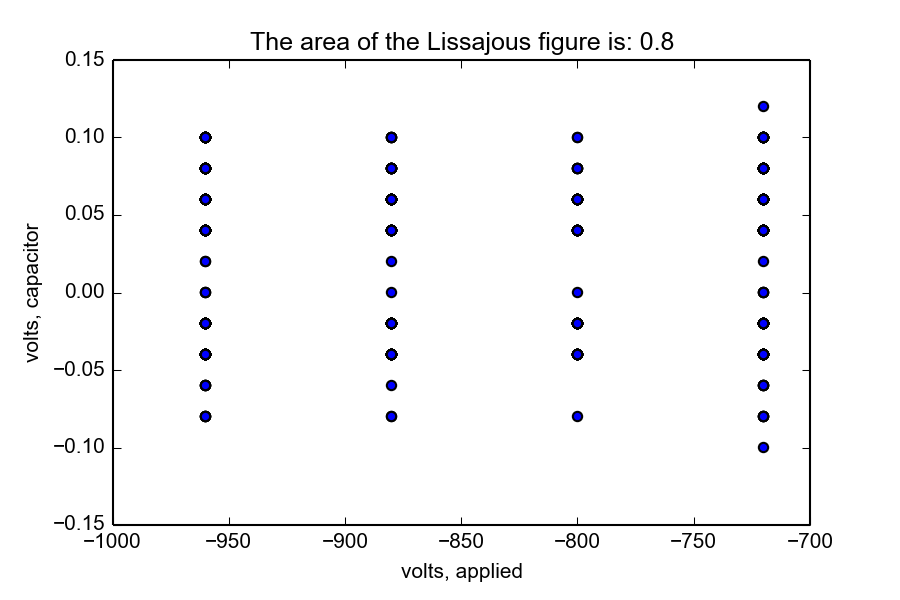 The area of the Lissajous figure is: 0.8
0.15
0.10
0.05
0.00
−0.05
−0.10
−0.15
volts, capacitor
−1000 −950 −900 −850 −800 −750 −700
volts, applied